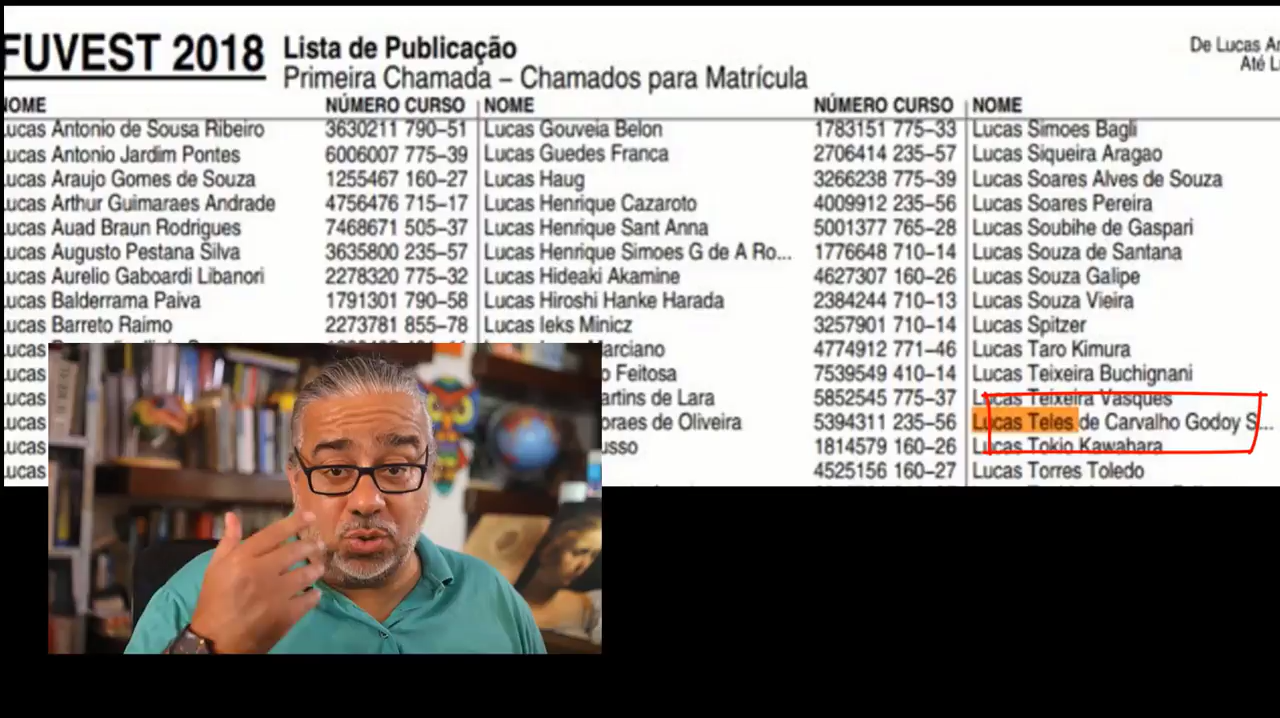 FUVEST 2018 Lista de Publicação De Lucas
Primeira Chamada – Chamados para Matrícula Até
NOME NÚMERO CURSO NOME NÚMERO CURSO NOME
Lucas Antonio de Sousa Ribeiro 3630211 790–51 Lucas Gouveia Belon 1783151 775–33 Lucas Simoes Bagli
Lucas Antonio Jardim Pontes 6006007 775–39 Lucas Guedes Franca 2706414 235–57 Lucas Siqueira Aragao
Lucas Araujo Gomes de Souza 1255467 160–27 Lucas Haug 3266238 775–39 Lucas Soares Alves de Souza
Lucas Arthur Guimaraes Andrade 4756476 715–17 Lucas Henrique Cazaroto 4009912 235–56 Lucas Soares Pereira
Lucas Auad Braun Rodrigues 7468671 505–37 Lucas Henrique Sant Anna 5001377 765–28 Lucas Soubihe de Gaspari
Lucas Augusto Pestana Silva 3635800 235–57 Lucas Henrique Simoes G de A Ro... 1776648 710–14 Lucas Souza de Santana
Lucas Aurelio Gaboardi Libanori 2278320 775–32 Lucas Hideaki Akamine 4627307 160–26 Lucas Souza Galipe
Lucas Balderrama Paiva 1791301 790–58 Lucas Hiroshi Hanke Harada 2384244 710–13 Lucas Souza Vieira
Lucas Barreto Raimo 2273781 855–78 Lucas Ieks Minicz 3257901 710–14 Lucas Spitzer
Lucas Marciano 4774912 771–46 Lucas Taro Kimura
Lucas Feitosa 7539549 410–14 Lucas Teixeira Buchignani
Lucas de Lara 5852545 775–37 Lucas Teixeira Vasques
Lucas de Oliveira 5394311 235–56 Lucas Teles de Carvalho Godoy S...
Lucas 1814579 160–26 Lucas Tokio Kawahara
Lucas 4525156 160–27 Lucas Torres Toledo